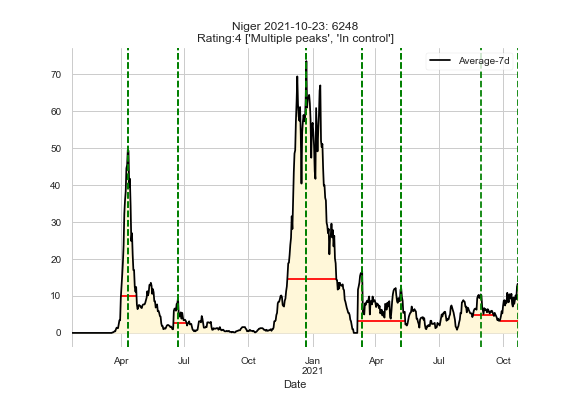 Niger 2021-10-23: 6248
Rating:4 ['Multiple peaks', 'In control']
Average-7d
70
60
50
40
30
20
10
0
Apr Jul Oct Jan Apr Jul Oct
2021
Date